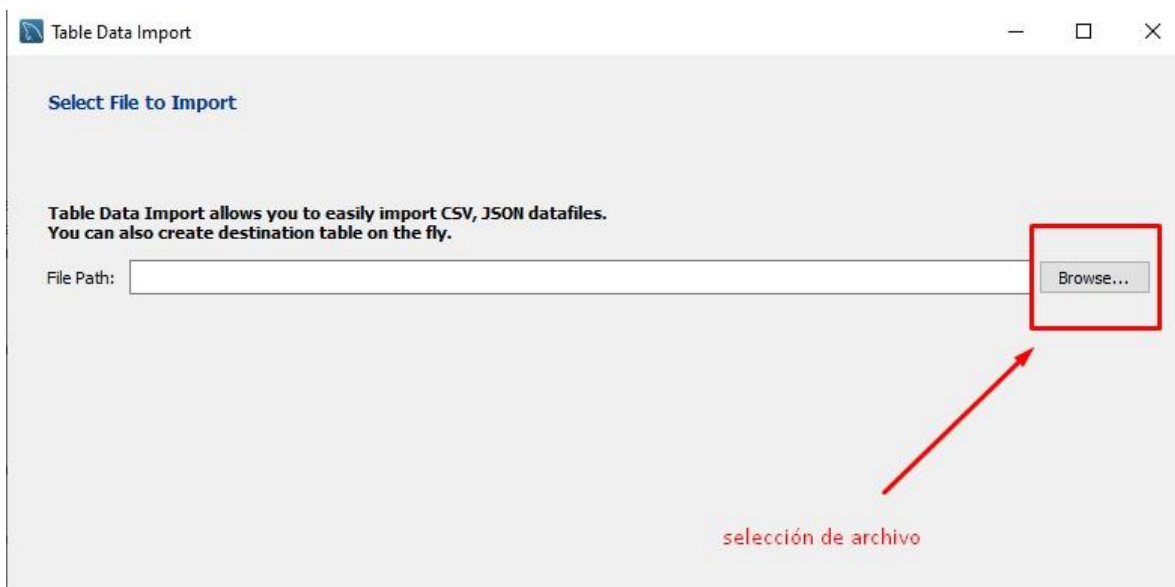 Table Data Import
Select File to Import
Table Data Import allows you to easily import CSV, JSON datafiles.
You can also create destination table on the fly.
File Path:
Browse...
selección de archivo